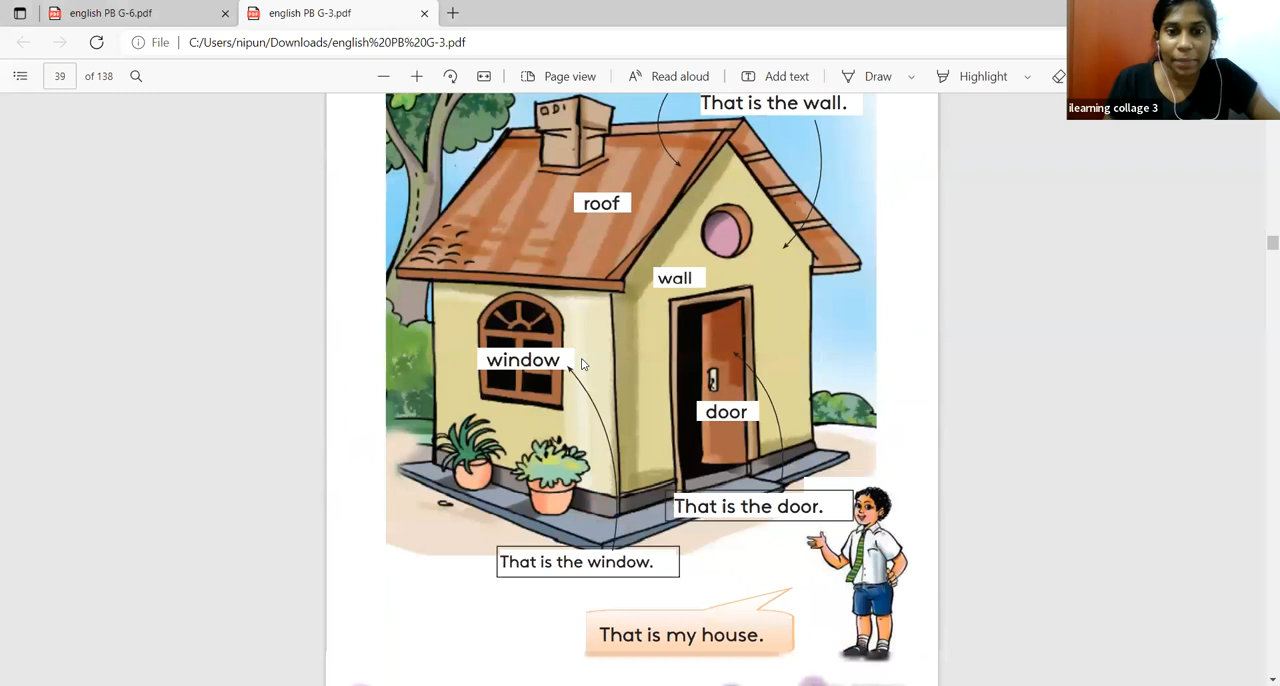 english PB G-6.pdf
english PB G-3.pdf
File
C:/Users/nipun/Downloads/english%20PB%20G-3.pdf
39 of 138
Page view
Read aloud
Add text
Draw
Highlight
ilearning collage 3
That is the wall.
roof
wall
window
door
That is the door.
That is the window.
That is my house.